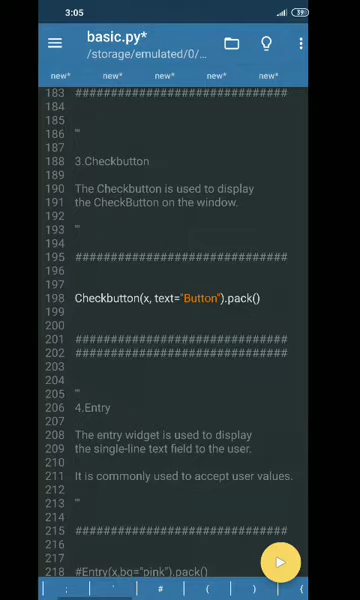 3:05
39
basic.py*
/storage/emulated/0/...
new*
new*
new*
new*
new*
183 #############################
184
185
186 '''
187
188 3.Checkbutton
189
190 The Checkbutton is used to display
191 the CheckButton on the window.
192
193 '''
194
195 #############################
196
197
198 Checkbutton(x, text="Button").pack()
199
200
201 #############################
202 #############################
203
204
205 '''
206 4.Entry
207
208 The entry widget is used to display
209 the single-line text field to the user.
210
211 It is commonly used to accept user values.
212
213 '''
214
215 #############################
216
217
218 #Entry(x,bg="pink").pack()
: ' # ( ) (